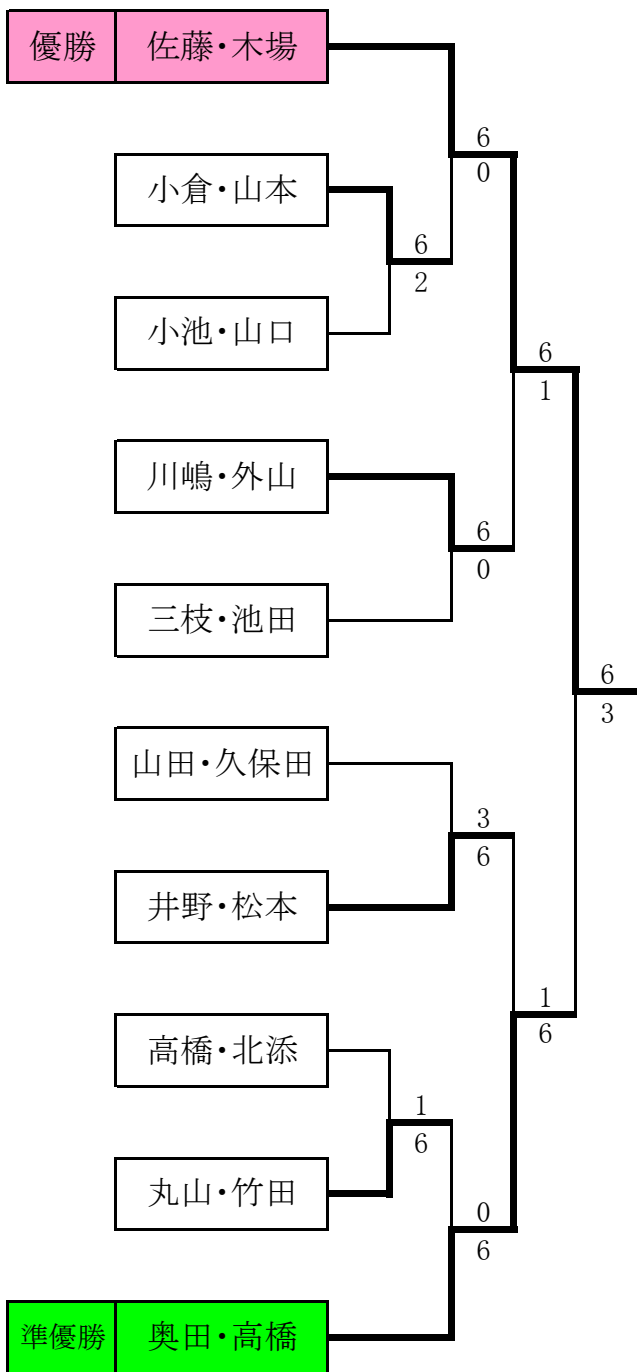 優勝 佐藤・木場
6
0
小倉・山本
6
2
小池・山口
6
1
川嶋・外山
6
0
三枝・池田
6
3
山田・久保田
3
6
井野・松本
1
6
高橋・北添
1
6
丸山・竹田
0
6
準優勝 奥田・高橋